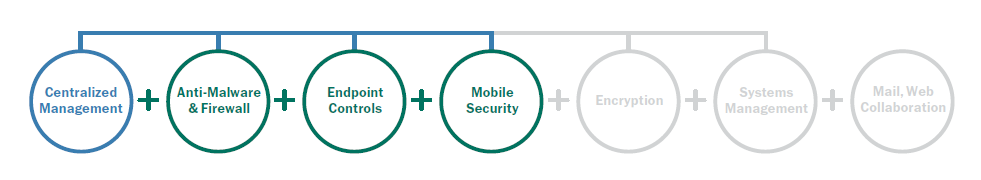 Centralized
Management
Anti-Malware
& Firewall
Endpoint
Controls
Mobile
Security
Encryption
Systems
Management
Mail, Web
Collaboration